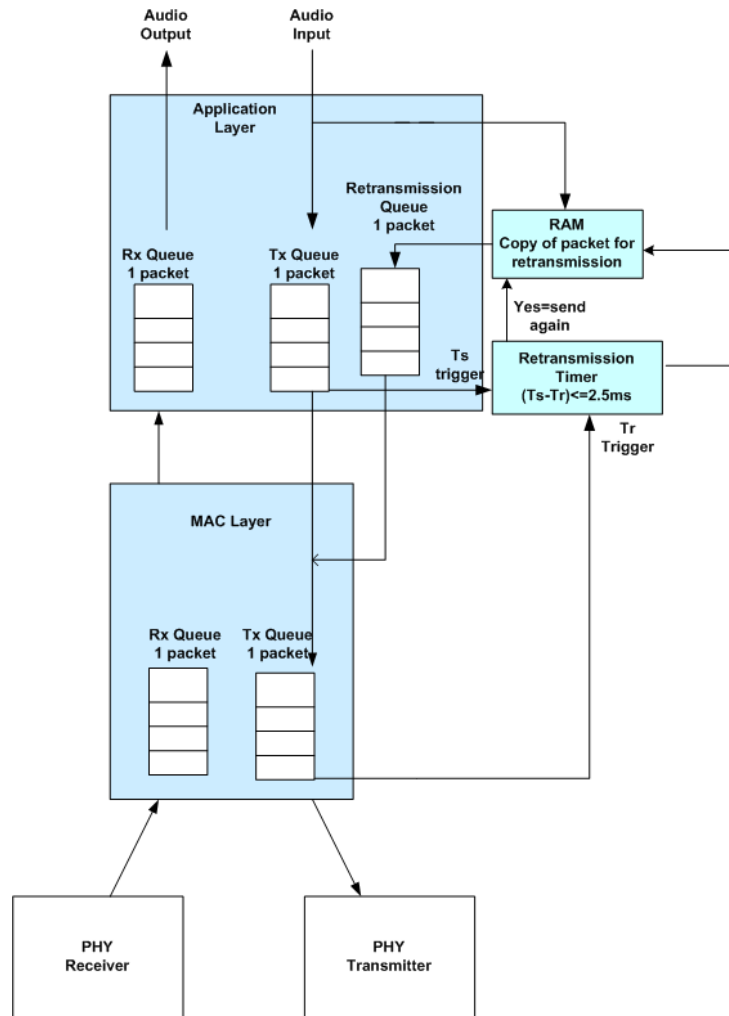 Audio
Output
Audio
Input
Application
Layer
Retransmission
Queue
1 packet
RAM
Copy of packet for
retransmission
Rx Queue
1 packet
Tx Queue
1 packet
Yes=send
again
Ts
trigger
Retransmission
Timer
(Ts-Tr)<=2.5ms
Tr
Trigger
MAC Layer
Rx Queue
1 packet
Tx Queue
1 packet
PHY
Receiver
PHY
Transmitter